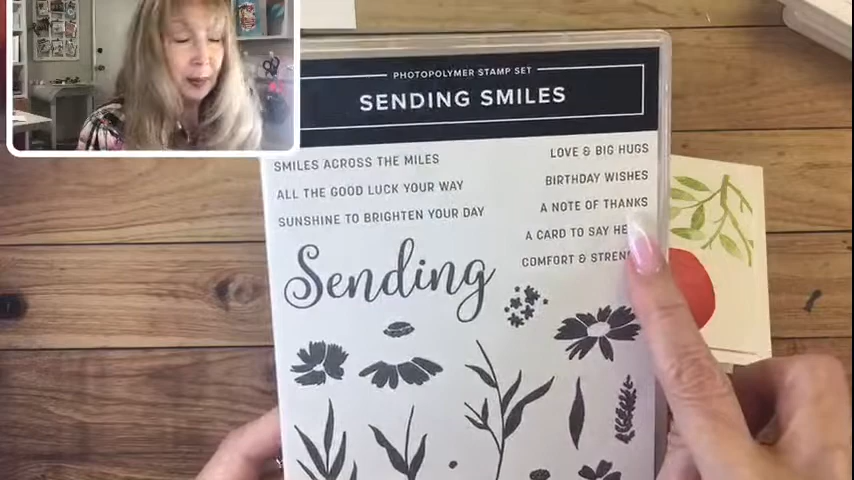 PHOTOPOLYMER STAMP SET
SENDING SMILES
SMILES ACROSS THE MILES
ALL THE GOOD LUCK YOUR WAY
SUNSHINE TO BRIGHTEN YOUR DAY
LOVE & BIG HUGS
BIRTHDAY WISHES
A NOTE OF THANKS
A CARD TO SAY
COMFORT &
Sending